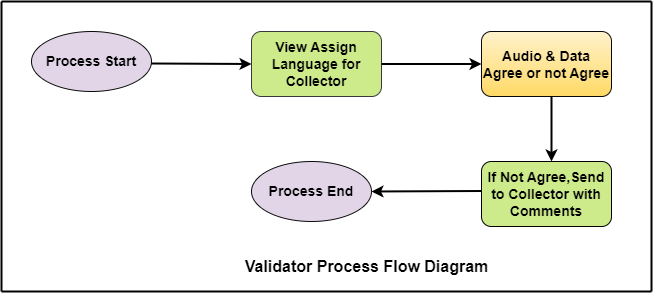 Process Start
View Assign
Language for
Collector
Audio & Data
Agree or not Agree
If Not Agree,Send
to Collector with
Comments
Process End
Validator Process Flow Diagram